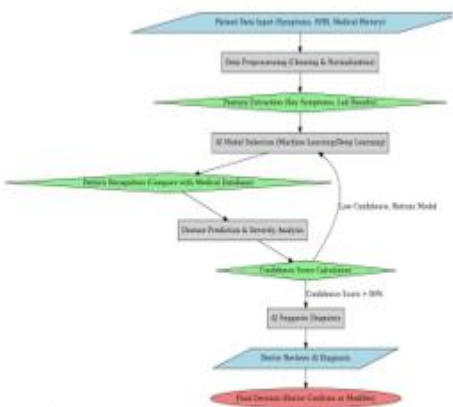 Patient Data Input (Symptoms, EHR, Medical History)
Data Preprocessing (Cleaning & Normalization)
Feature Extraction (Key Symptoms, Lab Results)
AI Model Selection (Machine Learning/Deep Learning)
Pattern Recognition (Compare with Medical Database)
Low Confidence, Retrain Model
Disease Prediction & Severity Analysis
Confidence Score Calculation
Confidence Score >
AI Suggests Diagnosis
Doctor Reviews AI Diagnosis
Final Decision (Doctor Confirms or Modifies)